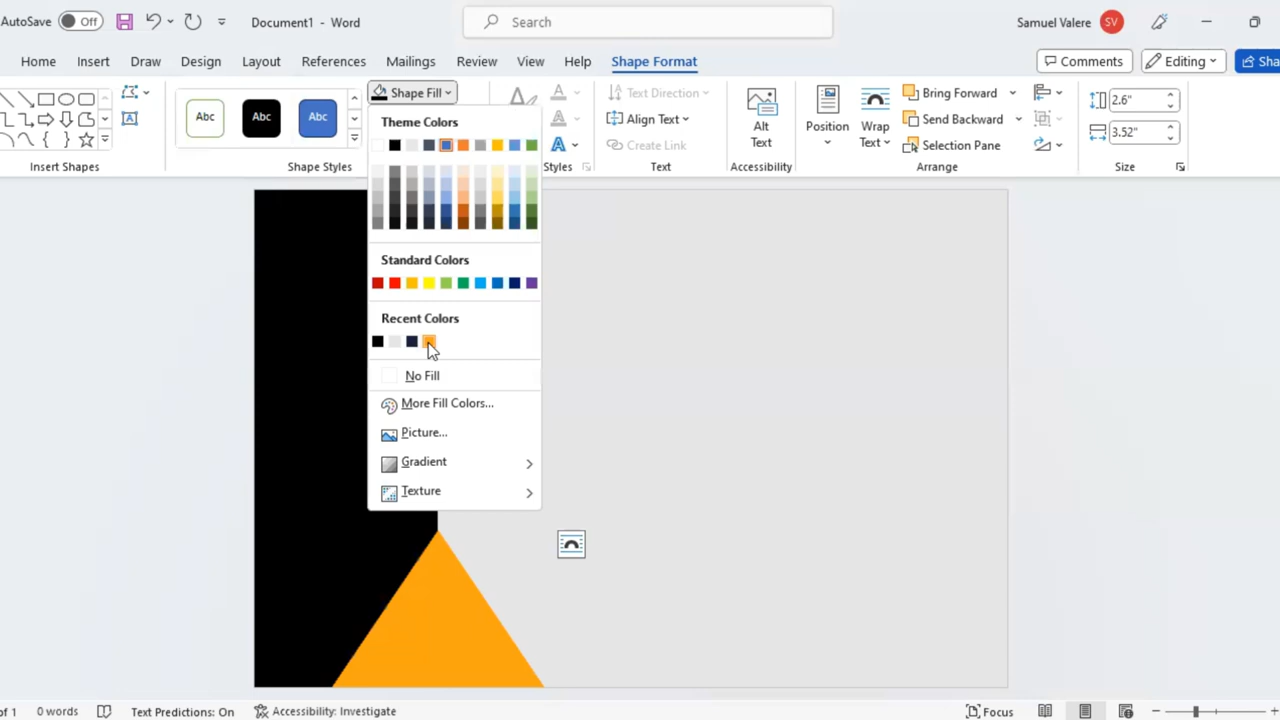 AutoSave Off Document1 - Word Search Samuel Valere SV
Home Insert Draw Design Layout References Mailings Review View Help Shape Format Comments Editing Sha
Shape Fill
Abc Abc Abc
Insert Shapes
Shape Styles
Theme Colors
Standard Colors
Recent Colors
No Fill
More Fill Colors...
Picture...
Gradient
Texture
Styles
Text Direction
Align Text
Create Link
Text
Alt
Text
Accessibility
Position
Wrap
Text
Bring Forward
Send Backward
Selection Pane
Arrange
2.6"
3.52"
Size
of 1 0 words Text Predictions: On Accessibility: Investigate Focus